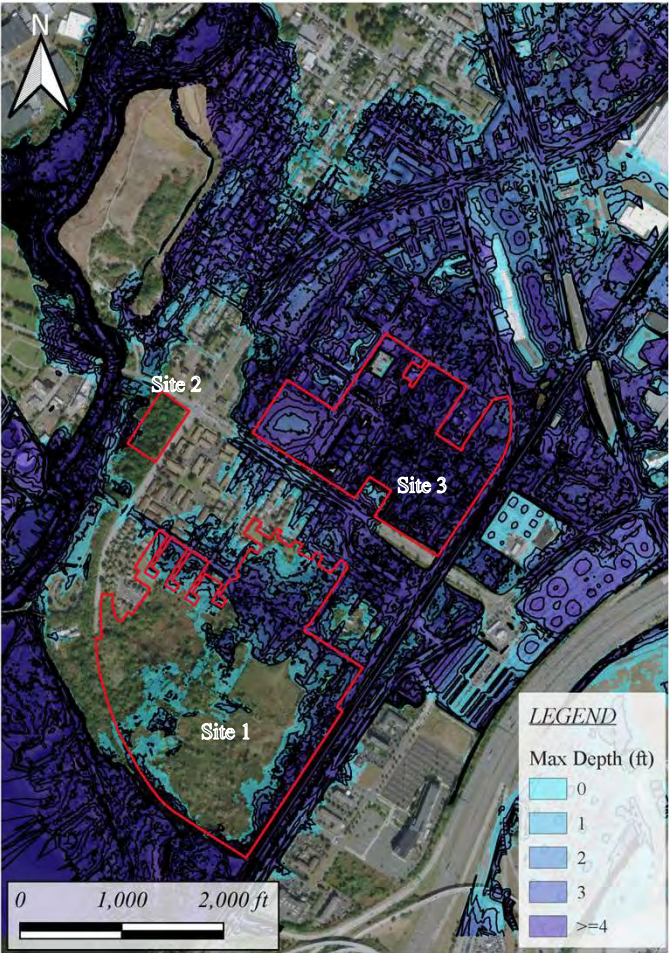 N
Site 2
Site 3
Site 1
LEGEND
Max Depth (ft)
0
1
2
3
>=4
0 1,000 2,000 ft